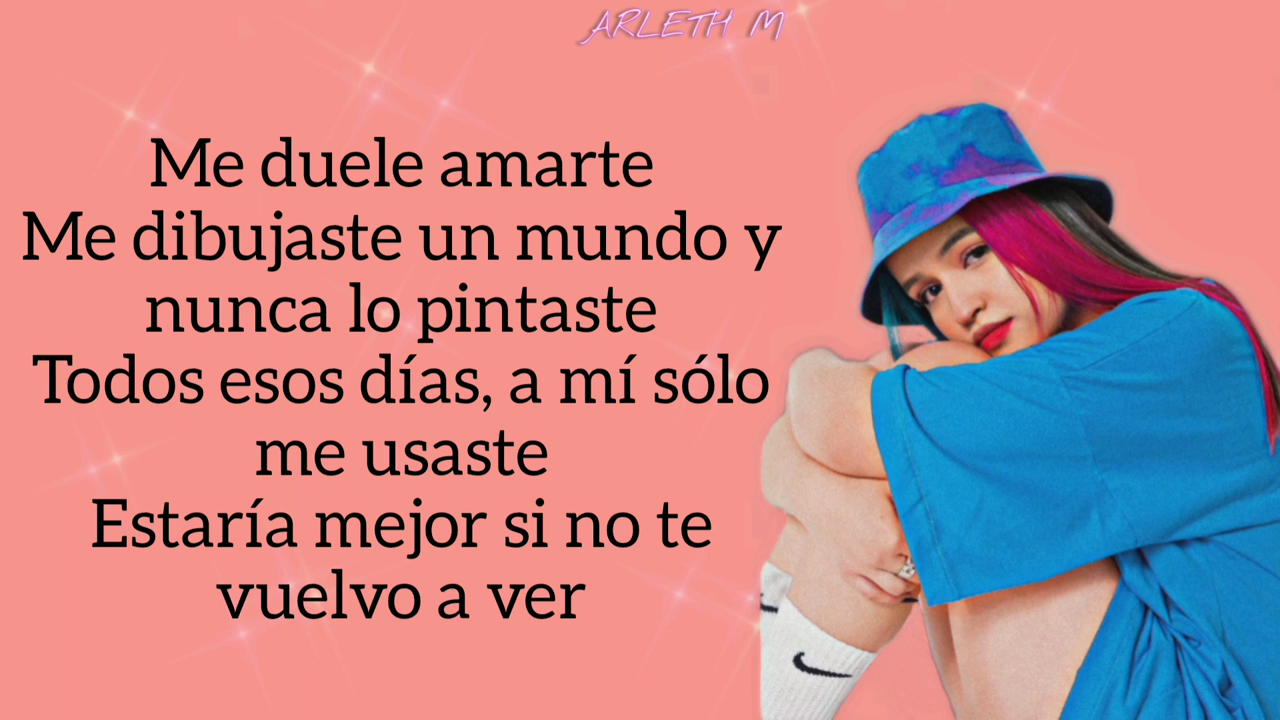 ARLETH M
Me duele amarte
Me dibujaste un mundo y
nunca lo pintaste
Todos esos días, a mí sólo
me usaste
Estaría mejor si no te
vuelvo a ver